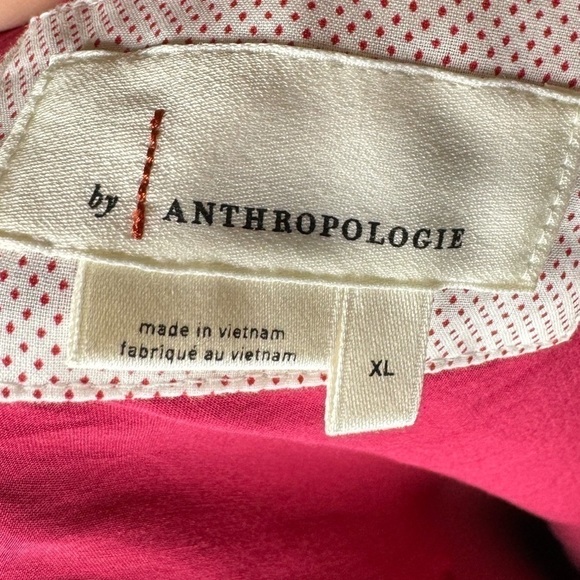 by ANTHROPOLOGIE
made in vietnam
fabriqué au vietnam
XL